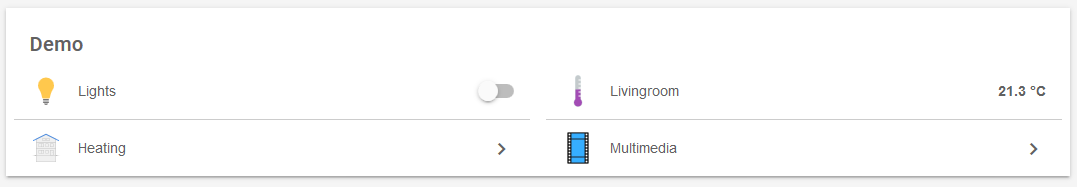 Demo
Lights
Livingroom 21.3 °C
Heating
Multimedia